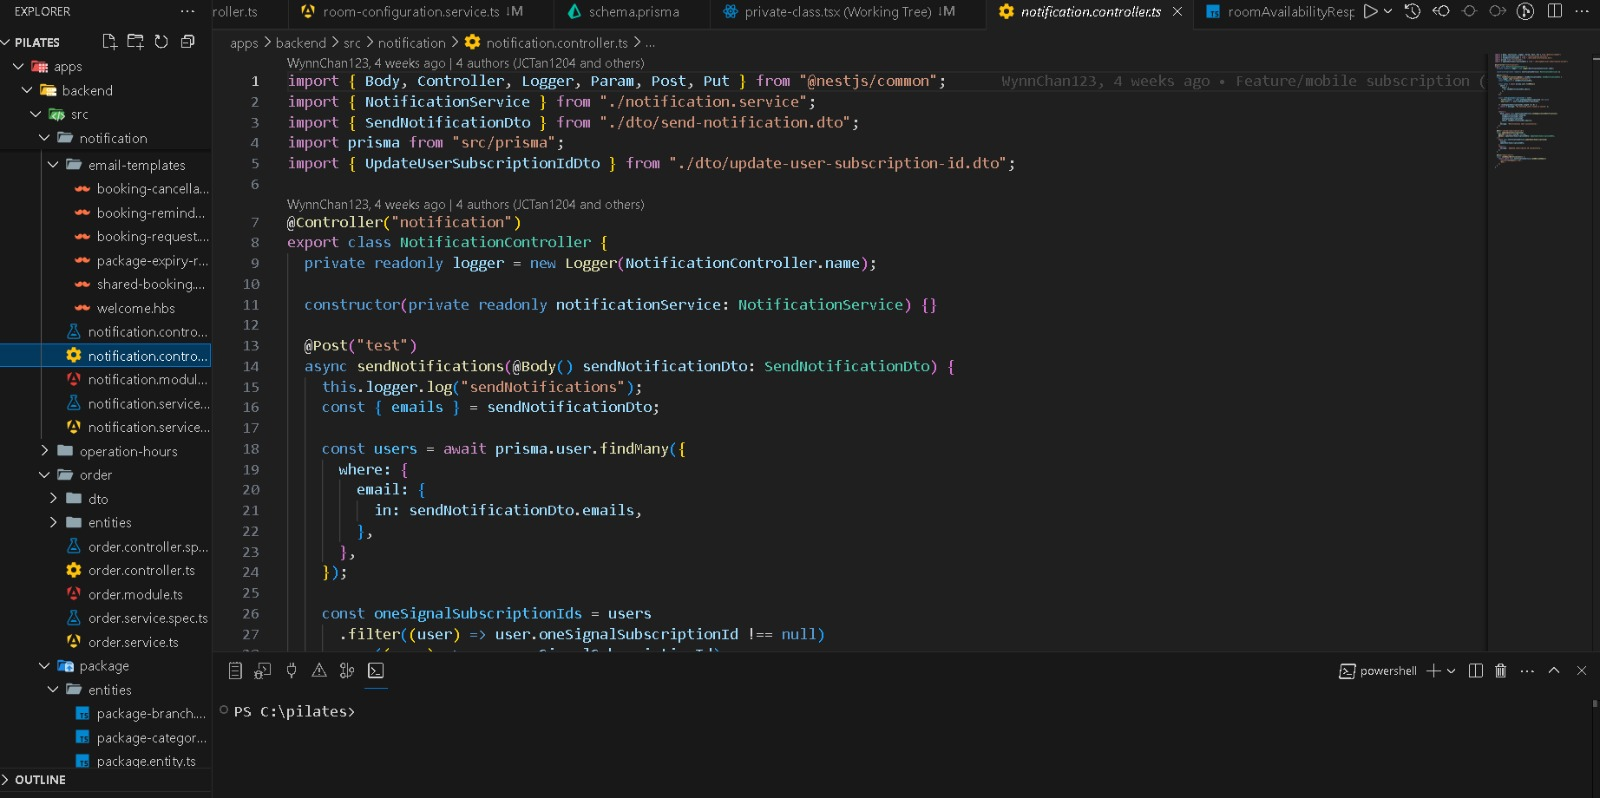 EXPLORER ···
PILATES
apps
backend
src
notification
email-templates
booking-cancella...
booking-remind...
booking-request....
package-expiry-r...
shared-booking....
welcome.hbs
notification.contro...
notification.contro...
notification.modul...
notification.service...
notification.service...
operation-hours
order
dto
entities
order.controller.sp...
order.controller.ts
order.module.ts
order.service.spec.ts
order.service.ts
package
entities
package-branch....
package-categor...
package.entity.ts
OUTLINE
roller.ts
room-configuration.service.ts ↓M
schema.prisma
private-class.tsx (Working Tree) ↓M
notification.controller.ts
roomAvailabilityResp
apps > backend > src > notification > notification.controller.ts > ...
WynnChan123, 4 weeks ago | 4 authors (JCTan1204 and others)
1 import { Body, Controller, Logger, Param, Post, Put } from "@nestjs/common"; WynnChan123, 4 weeks ago • Feature/mobile subscription (
2 import { NotificationService } from "./notification.service";
3 import { SendNotificationDto } from "./dto/send-notification.dto";
4 import prisma from "src/prisma";
5 import { UpdateUserSubscriptionIdDto } from "./dto/update-user-subscription-id.dto";
6
WynnChan123, 4 weeks ago | 4 authors (JCTan1204 and others)
7 @Controller("notification")
8 export class NotificationController {
9 private readonly logger = new Logger(NotificationController.name);
10
11 constructor(private readonly notificationService: NotificationService) {}
12
13 @Post("test")
14 async sendNotifications(@Body() sendNotificationDto: SendNotificationDto) {
15 this.logger.log("sendNotifications");
16 const { emails } = sendNotificationDto;
17
18 const users = await prisma.user.findMany({
19 where: {
20 email: {
21 in: sendNotificationDto.emails,
22 },
23 },
24 });
25
26 const oneSignalSubscriptionIds = users
27 .filter((user) => user.oneSignalSubscriptionId !== null)
powershell
PS C:\pilates>